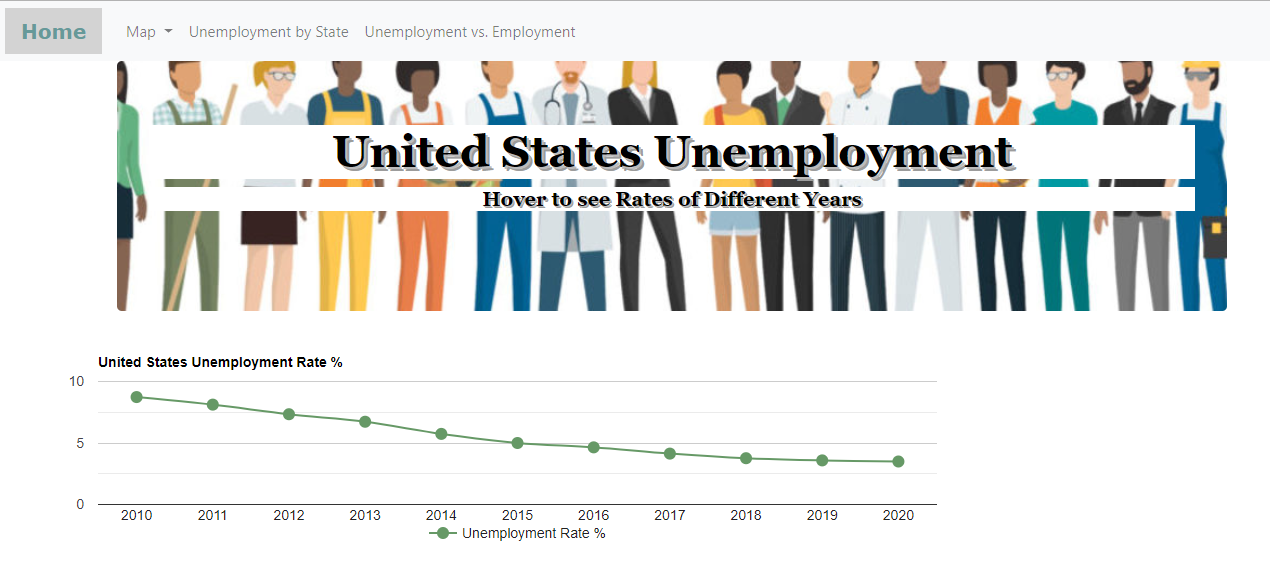 Home Map Unemployment by State Unemployment vs. Employment
United States Unemployment
Hover to see Rates of Different Years
United States Unemployment Rate %
10
5
0
2010 2011 2012 2013 2014 2015 2016 2017 2018 2019 2020
Unemployment Rate %